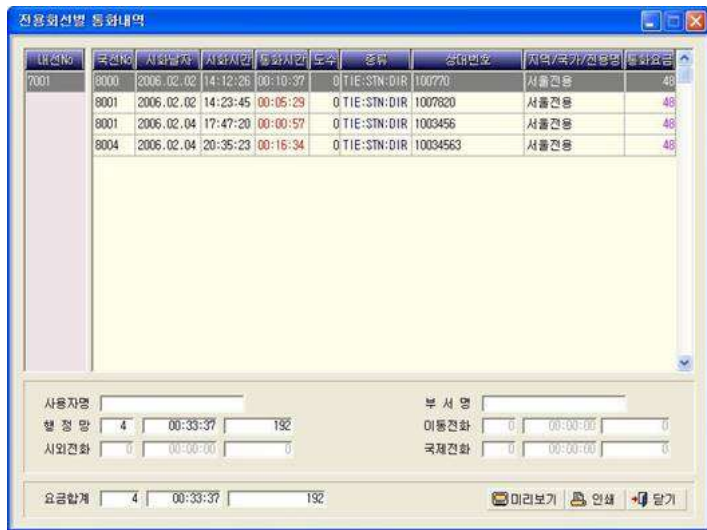 전용회선별 통화내역
내선No 국선No 시화날자 시화시간 통화시간 도수 종류 상대번호 지역/국가/전용명 통화요금
7001 8000 2006.02.02 14:12:26 00:10:37 0 TIE:STN:DIR 100770 서울전용 48
8001 2006.02.02 14:23:45 00:05:29 0 TIE:STN:DIR 1007820 서울전용 48
8001 2006.02.04 17:47:20 00:00:57 0 TIE:STN:DIR 1003456 서울전용 48
8004 2006.02.04 20:35:23 00:16:34 0 TIE:STN:DIR 10034563 서울전용 48
사용자명 부 서 명
행 정 망 4 00:33:37 192 이동전화 0 00:00:00 0
시외전화 0 00:00:00 0 국제전화 0 00:00:00 0
요금합계 4 00:33:37 192 미리보기 인쇄 닫기